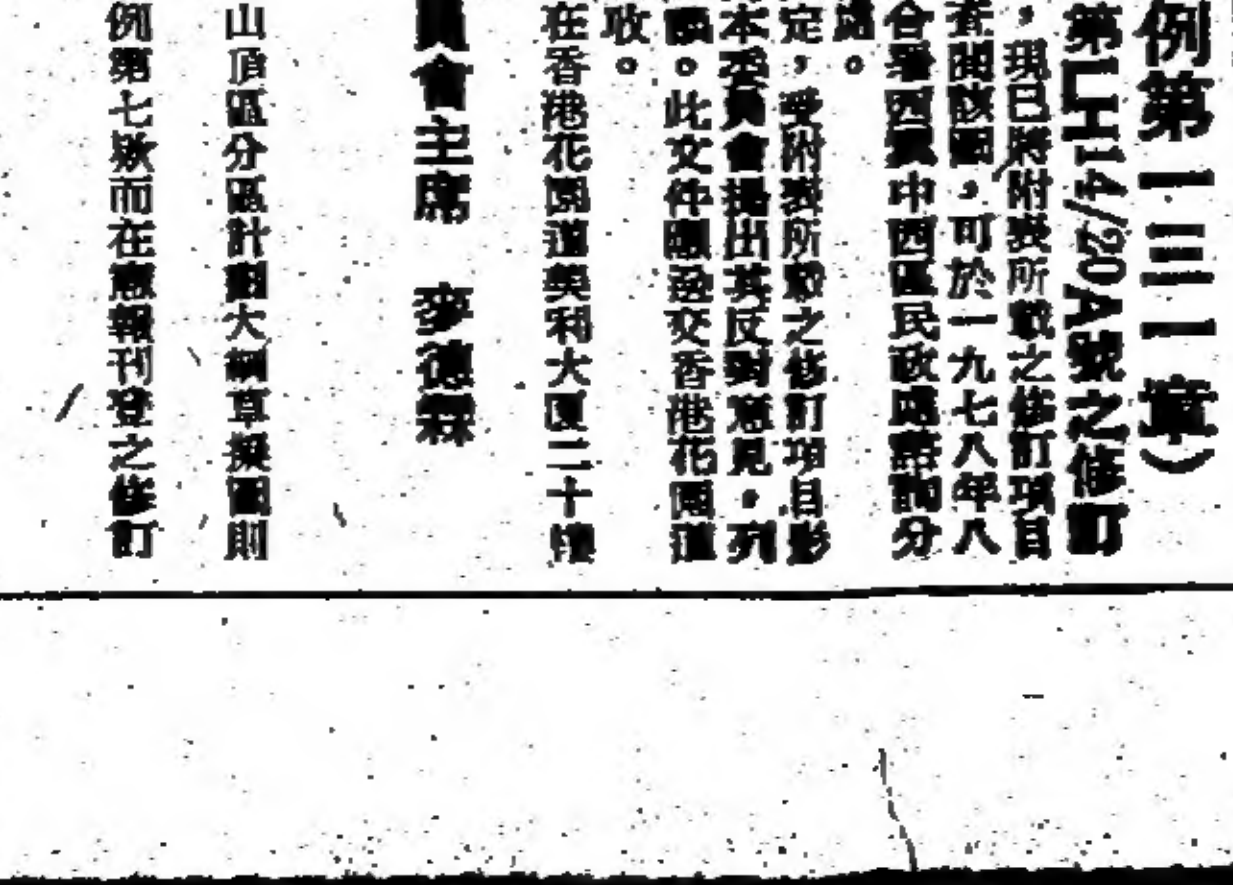 例第一三一章）
第LH14/20A號之修訂
，現已將附表所載之修訂項目
查閱該圖，可於一九七八年八
合署西翼中西區民政處諮詢分
處。
定，受附表所載之修訂項目影
本委員會提出其反對意見，列
。此文件應遞交香港花園道
收。
在香港花園道美利大廈二十樓
員會主席　麥德霖
山頂區分區計劃大綱草擬圖則
例第七欵而在憲報刊登之修訂